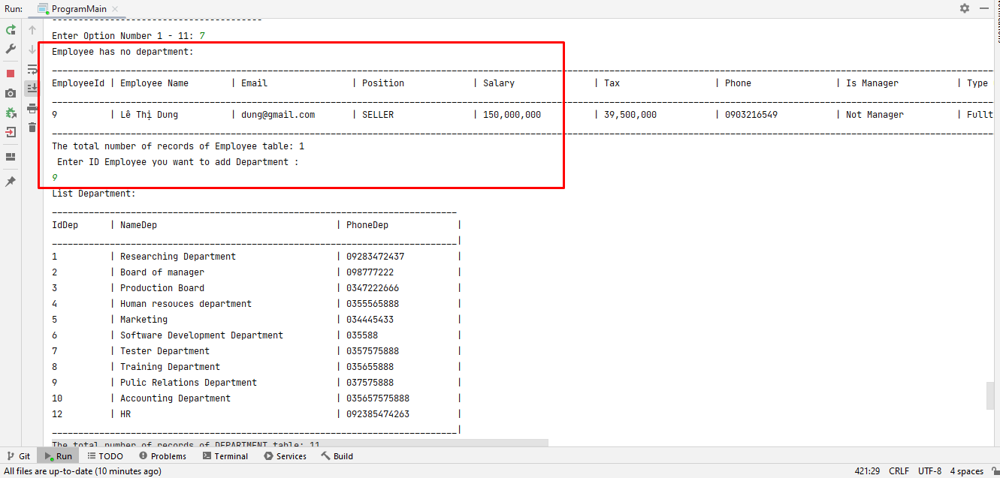 Run: ProgramMain
Enter Option Number 1 - 11: 7
Employee has no department:
EmployeeId | Employee Name | Email | Position | Salary | Tax | Phone | Is Manager | Type
9 | Lê Thị Dung | dung@gmail.com | SELLER | 150,000,000 | 39,500,000 | 0903216549 | Not Manager | Fullt
The total number of records of Employee table: 1
Enter ID Employee you want to add Department :
9
List Department:
IdDep | NameDep | PhoneDep |
1 | Researching Department | 09283472437 |
2 | Board of manager | 098777222 |
3 | Production Board | 0347222666 |
4 | Human resouces department | 0355565888 |
5 | Marketing | 034445433 |
6 | Software Development Department | 035588 |
7 | Tester Department | 0357575888 |
8 | Training Department | 035655888 |
9 | Pulic Relations Department | 037575888 |
10 | Accounting Department | 035657575888 |
12 | HR | 092385474263 |
The total number of records of DEPARTMENT table: 11
Git Run TODO Problems Terminal Services Build
All files are up-to-date (10 minutes ago) 421:29 CRLF UTF-8 4 spaces